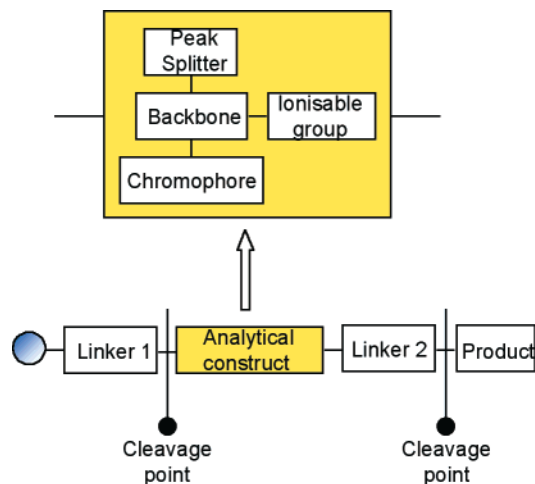 Peak
Splitter
Backbone
Ionisable
group
Chromophore
Linker 1
Analytical
construct
Linker 2
Product
Cleavage
point
Cleavage
point